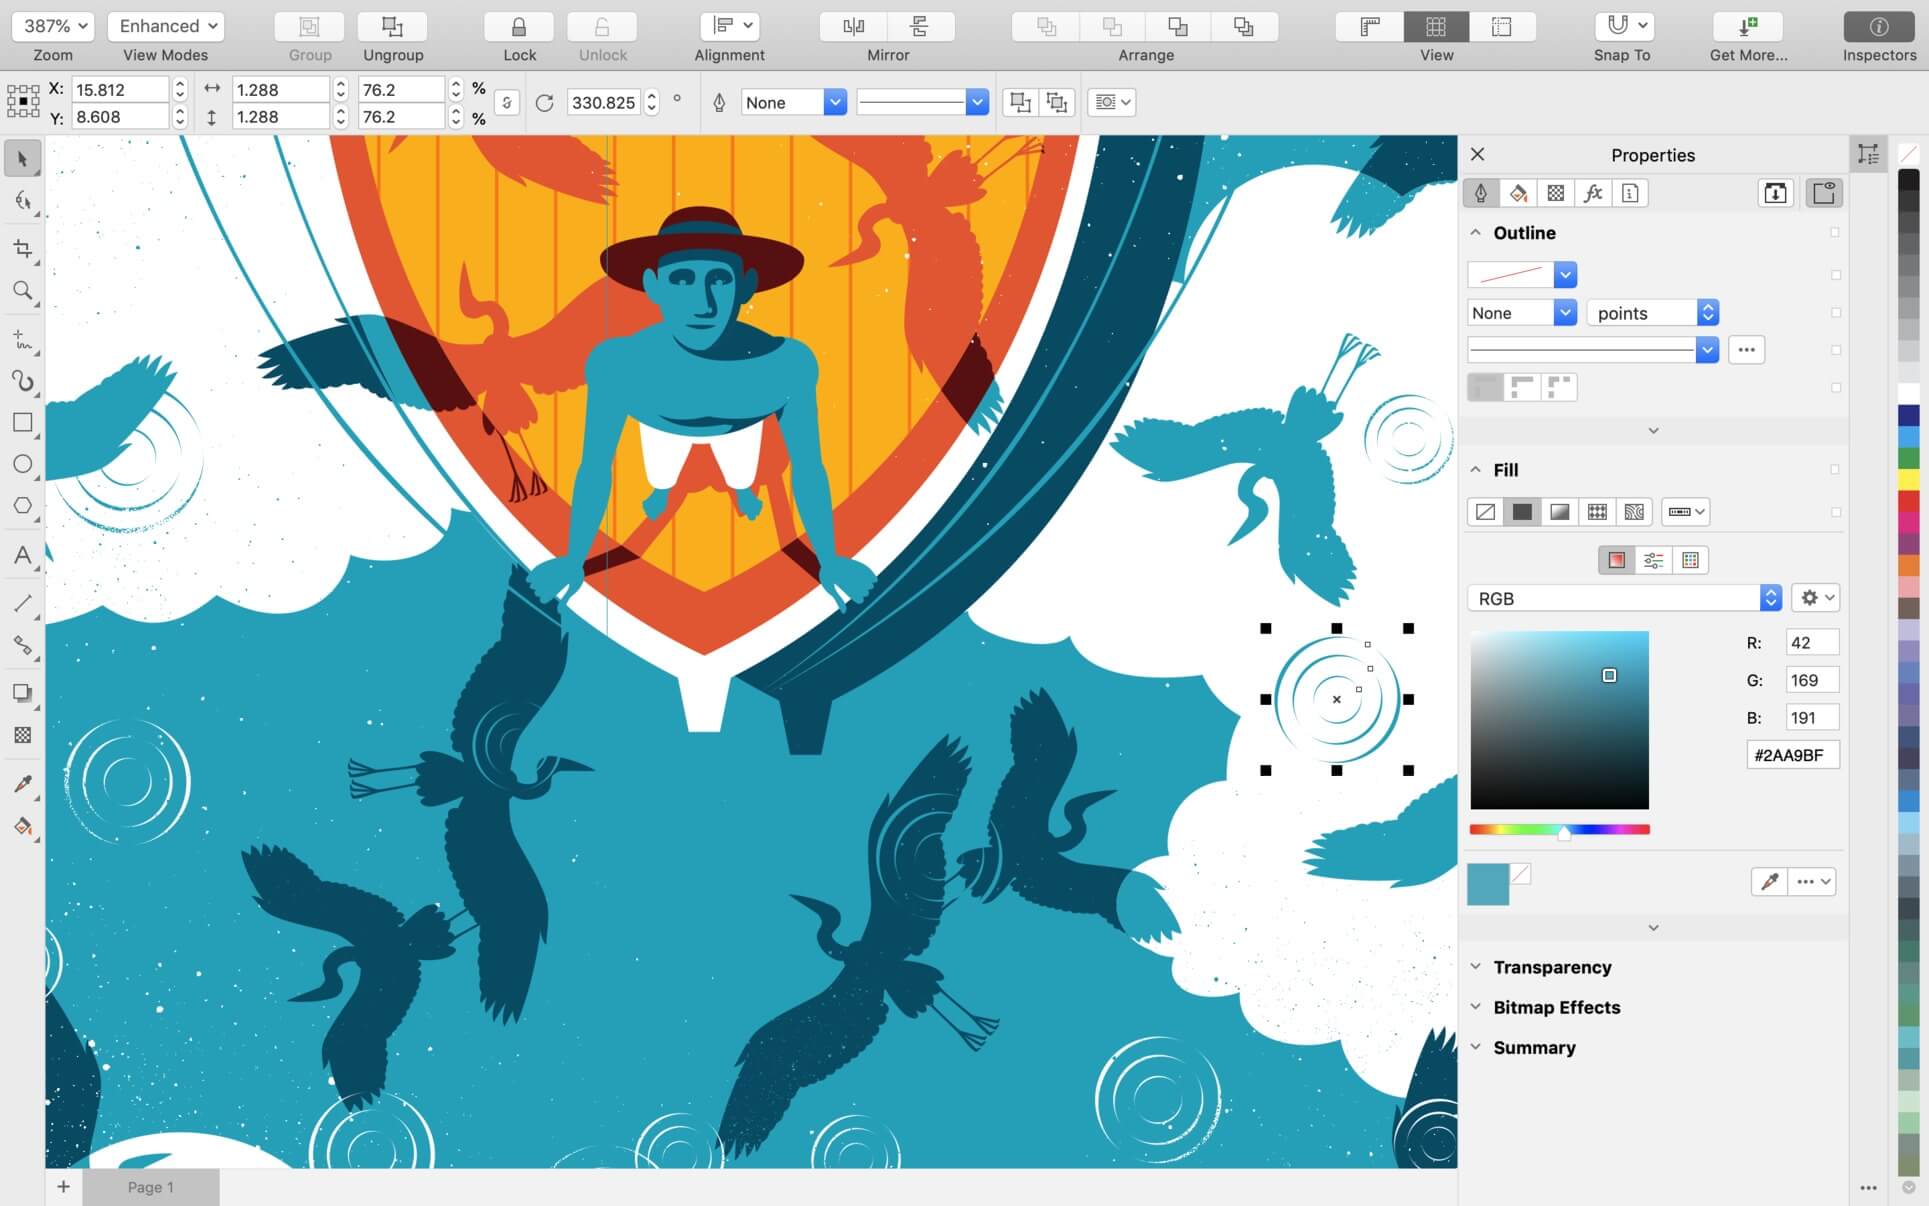 387% Enhanced
Zoom View Modes Group Ungroup Lock Unlock Alignment Mirror Arrange View Snap To Get More... Inspectors
X: 15.812 1.288 76.2 % 330.825 ° None
Y: 8.608 1.288 76.2 %
Properties
fx
Outline
None points
Fill
RGB
R: 42
G: 169
B: 191
#2AA9BF
Transparency
Bitmap Effects
Summary
A
+ Page 1